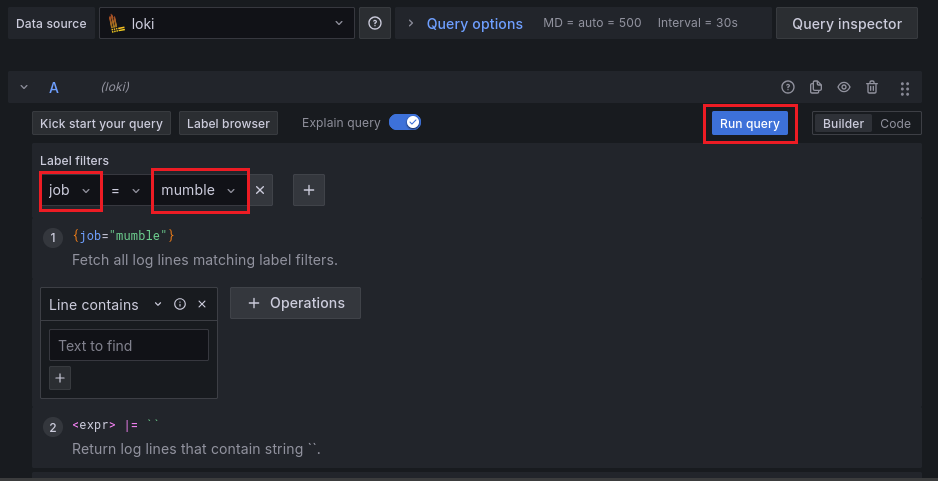 Data source loki Query options MD = auto = 500 Interval = 30s Query inspector
A (loki)
Kick start your query Label browser Explain query Run query Builder Code
Label filters
job = mumble
1 {job="mumble"}
Fetch all log lines matching label filters.
Line contains + Operations
Text to find
+
2 <expr> |= ``
Return log lines that contain string ``.